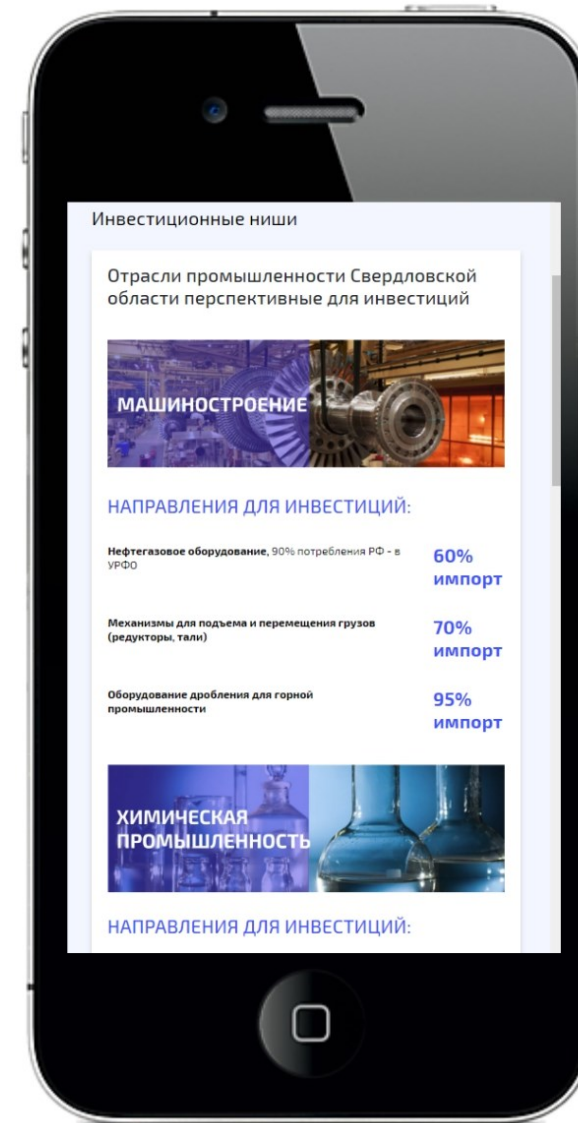 Инвестиционные ниши
Отрасли промышленности Свердловской
области перспективные для инвестиций
МАШИНОСТРОЕНИЕ
НАПРАВЛЕНИЯ ДЛЯ ИНВЕСТИЦИЙ:
Нефтегазовое оборудование, 90% потребления РФ - в
УРФО
60%
импорт
Механизмы для подъема и перемещения грузов
(редукторы, тали)
70%
импорт
Оборудование дробления для горной
промышленности
95%
импорт
ХИМИЧЕСКАЯ
ПРОМЫШЛЕННОСТЬ
НАПРАВЛЕНИЯ ДЛЯ ИНВЕСТИЦИЙ: